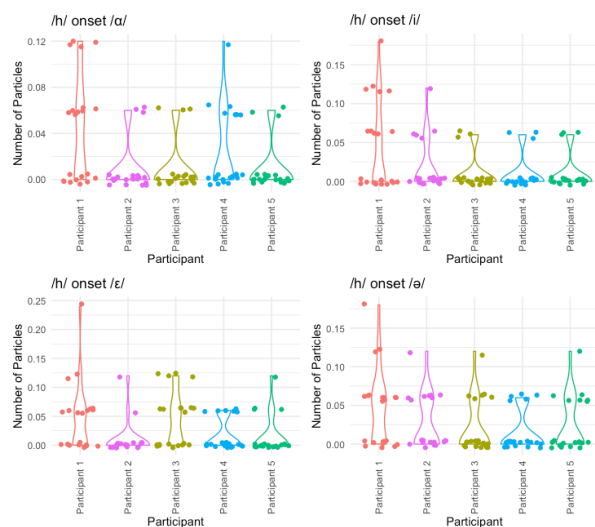 /h/ onset /ɑ/
Number of Particles
0.12
0.08
0.04
0.00
Participant 1
Participant 2
Participant 3
Participant 4
Participant 5
Participant
/h/ onset /i/
Number of Particles
0.15
0.10
0.05
0.00
Participant 1
Participant 2
Participant 3
Participant 4
Participant 5
Participant
/h/ onset /ɛ/
Number of Particles
0.25
0.20
0.15
0.10
0.05
0.00
Participant 1
Participant 2
Participant 3
Participant 4
Participant 5
Participant
/h/ onset /ə/
Number of Particles
0.15
0.10
0.05
0.00
Participant 1
Participant 2
Participant 3
Participant 4
Participant 5
Participant